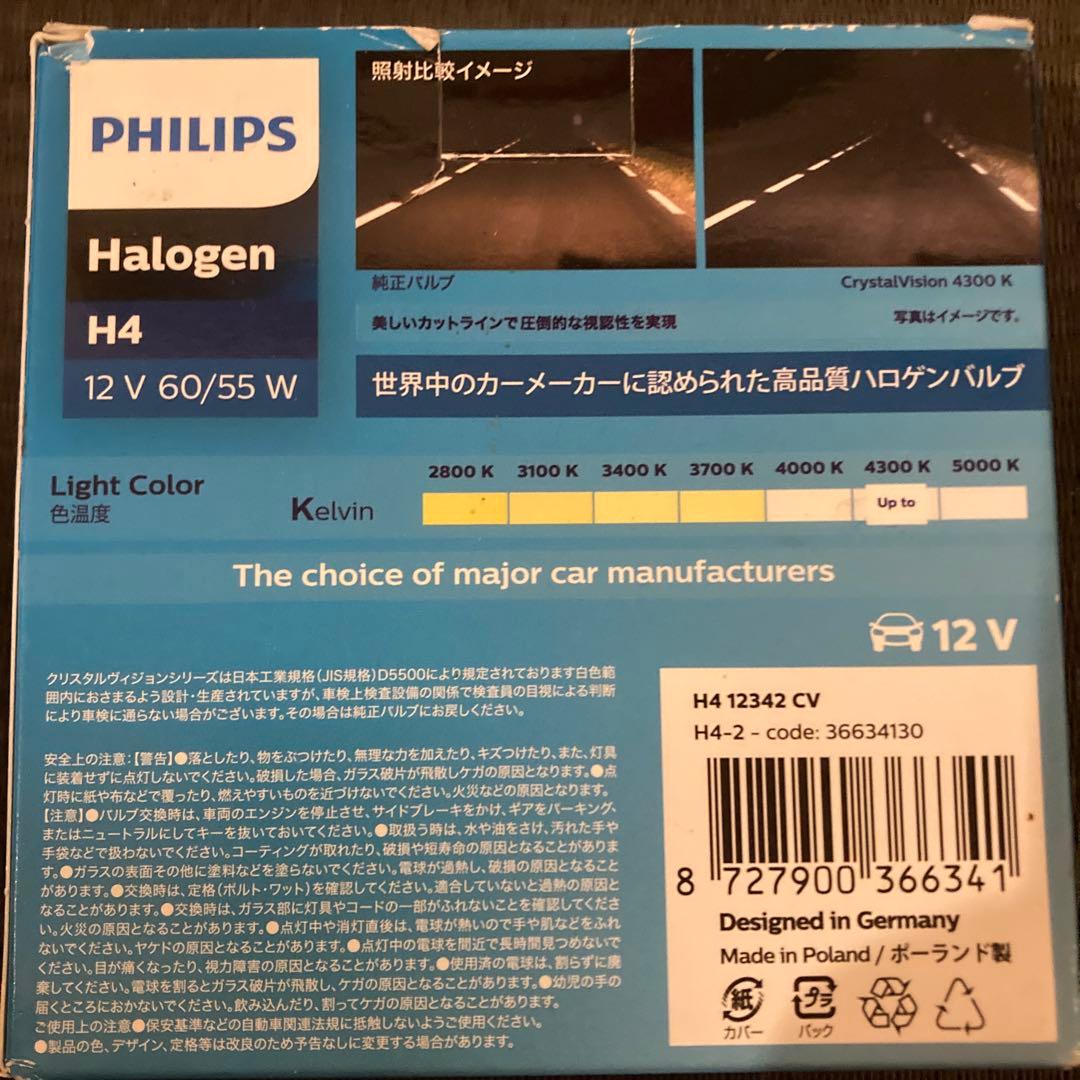 照射比較イメージ
PHILIPS
Halogen
H4
12 V 60/55 W
純正バルブ
CrystalVision 4300 K
美しいカットラインで圧倒的な視認性を実現
写真はイメージです。
世界中のカーメーカーに認められた高品質ハロゲンバルブ
Light Color
色温度
Kelvin
2800 K 3100 K 3400 K 3700 K 4000 K 4300 K 5000 K
Up to
The choice of major car manufacturers
12 V
クリスタルヴィジョンシリーズは日本工業規格(JIS規格)D5500により規定されております白色範
囲内におさまるよう設計・生産されていますが、車検上検査設備の関係で検査員の目視による判断
により車検に通らない場合がございます。その場合は純正バルブにお戻しください。
安全上の注意:【警告】●落としたり、物をぶつけたり、無理な力を加えたり、キズつけたり、また、灯具
に装着せずに点灯しないでください。破損した場合、ガラス破片が飛散しケガの原因となります。●点
灯時に紙や布などで覆ったり、燃えやすいものを近づけないでください。火災などの原因となります。
【注意】●バルブ交換時は、車両のエンジンを停止させ、サイドブレーキをかけ、ギアをパーキング、
またはニュートラルにしてキーを抜いておいてください。●取扱う時は、水や油をさけ、汚れた手や
手袋などで扱わないでください。コーティングが取れたり、破損や短寿命の原因となることがありま
す。●ガラスの表面その他に塗料などを塗らないでください。電球が過熱し、破損の原因となること
があります。●交換時は、定格(ボルト・ワット)を確認してください。適合していないと過熱の原因と
なることがあります。●交換時は、ガラス部に灯具やコードの一部がふれないことを確認してくださ
い。火災の原因となることがあります。●点灯中や消灯直後は、電球が熱いので手や肌などをふれ
ないでください。ヤケドの原因となることがあります。●点灯中の電球を間近で長時間見つめないで
ください。目が痛くなったり、視力障害の原因となることがあります。●使用済の電球は、割らずに廃
棄してください。電球を割るとガラス破片が飛散し、ケガの原因となることがあります。●幼児の手の
届くところにおかないでください。飲み込んだり、割ってケガの原因となることがあります。
ご使用上の注意●保安基準などの自動車関連法規に抵触しないようご使用ください。
●製品の色、デザイン、定格等は改良のため予告なしに変更する場合があります。
H4 12342 CV
H4-2 - code: 36634130
8 727900 366341
Designed in Germany
Made in Poland / ポーランド製
紙
カバー
プラ
パック